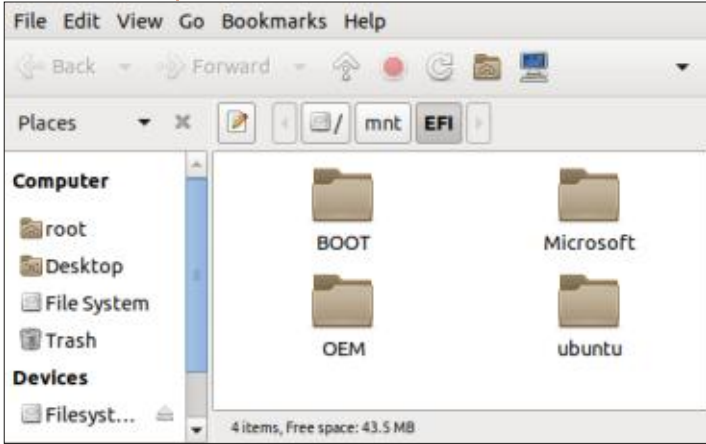 File Edit View Go Bookmarks Help
Back Forward
Places / mnt EFI
Computer
root
Desktop
File System
Trash
Devices
Filesyst...
BOOT Microsoft
OEM ubuntu
4 items, Free space: 43.5 MB